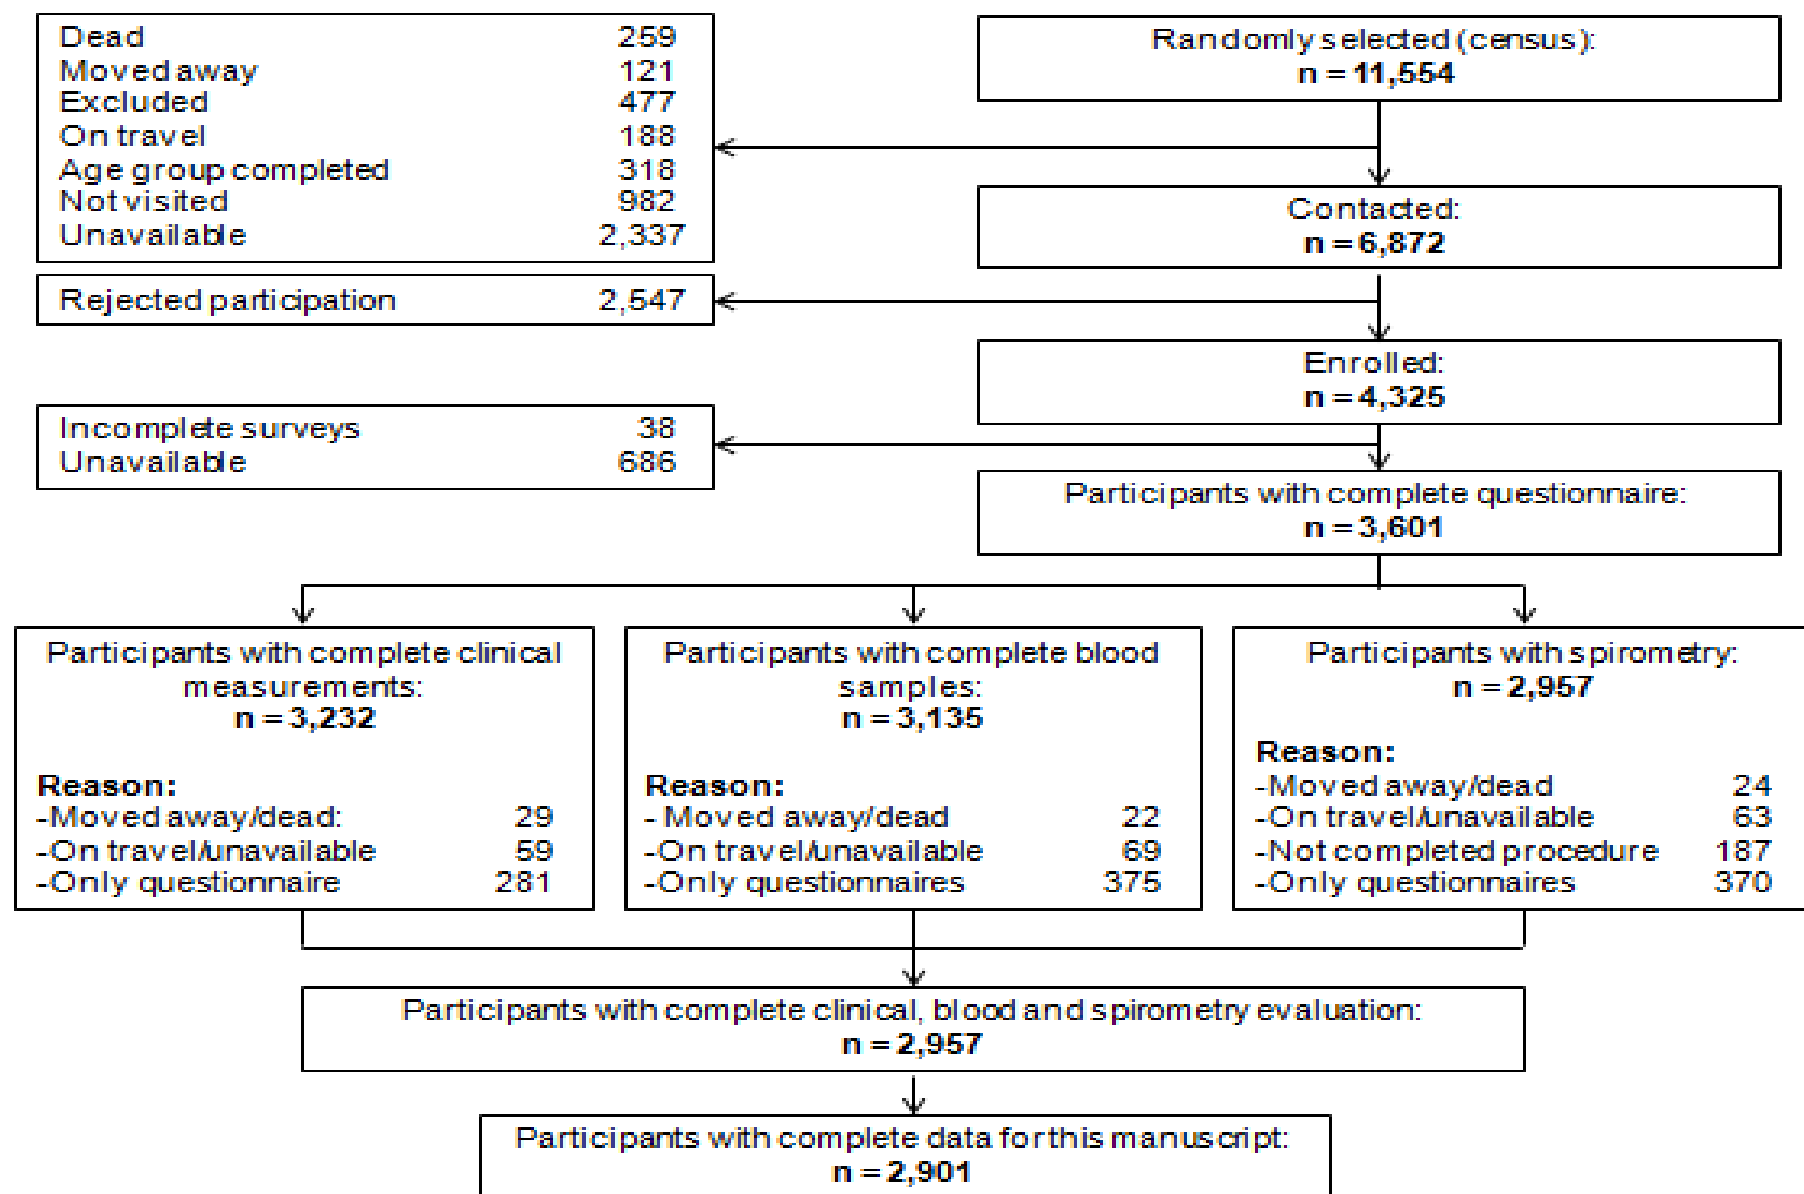 Dead 259
Moved away 121
Excluded 477
On travel 188
Age group completed 318
Not visited 982
Unavailable 2,337
Randomly selected (census):
n = 11,554
Contacted:
n = 6,872
Rejected participation 2,547
Enrolled:
n = 4,325
Incomplete surveys 38
Unavailable 686
Participants with complete questionnaire:
n = 3,601
Participants with complete clinical
measurements:
n = 3,232
Reason:
-Moved away/dead: 29
-On travel/unavailable 59
-Only questionnaire 281
Participants with complete blood
samples:
n = 3,135
Reason:
- Moved away/dead 22
-On travel/unavailable 69
-Only questionnaires 375
Participants with spirometry:
n = 2,957
Reason:
-Moved away/dead 24
-On travel/unavailable 63
-Not completed procedure 187
-Only questionnaires 370
Participants with complete clinical, blood and spirometry evaluation:
n = 2,957
Participants with complete data for this manuscript:
n = 2,901